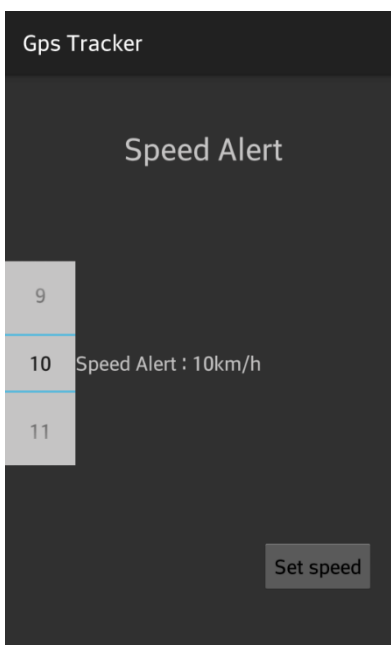 Gps Tracker
Speed Alert
9
10
Speed Alert : 10km/h
11
Set speed